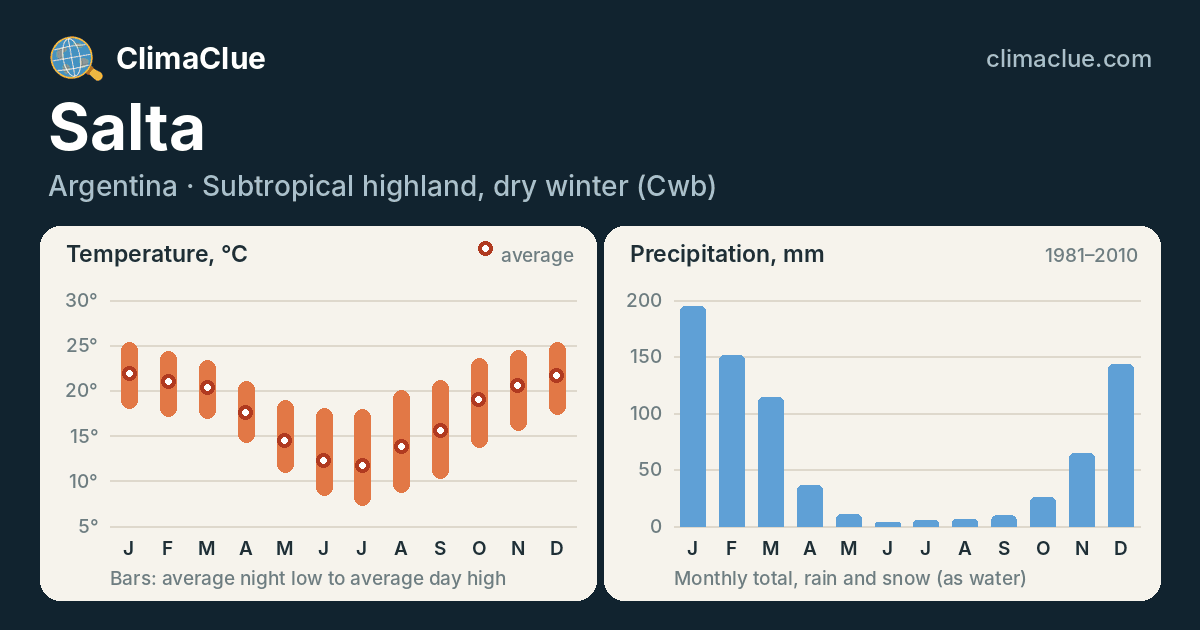 ClimaClue
climaclue.com
Salta
Argentina · Subtropical highland, dry winter (Cwb)
Temperature, °C
average
30°
25°
20°
15°
10°
5°
J F M A M J J A S O N D
Bars: average night low to average day high
Precipitation, mm
1981–2010
200
150
100
50
0
J F M A M J J A S O N D
Monthly total, rain and snow (as water)